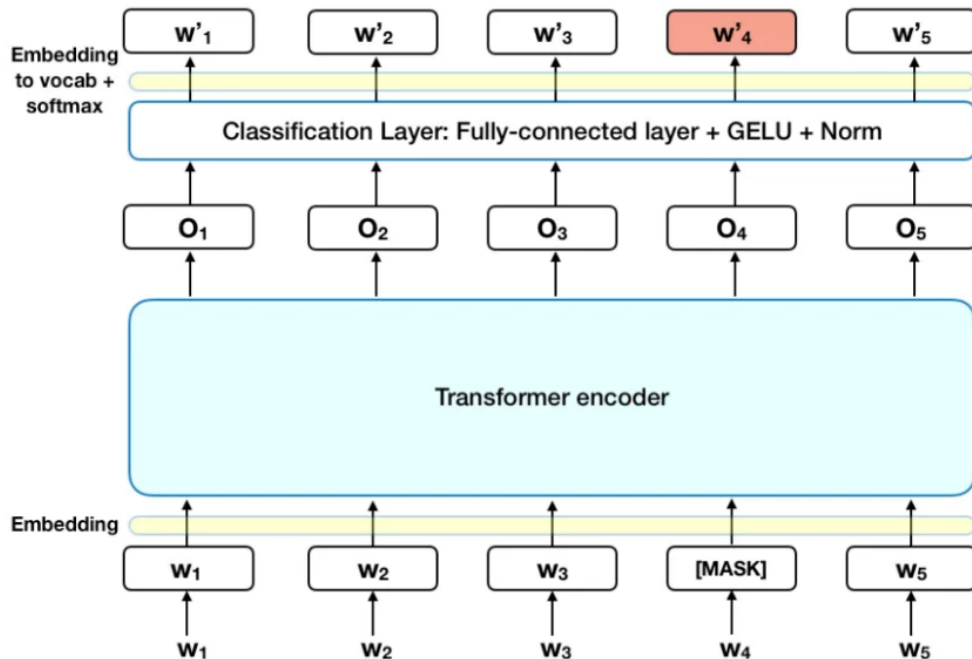 w'1 w'2 w'3 w'4 w'5
Embedding
to vocab +
softmax
Classification Layer: Fully-connected layer + GELU + Norm
O1 O2 O3 O4 O5
Transformer encoder
Embedding
W1 W2 W3 [MASK] W5
W1 W2 W3 W4 W5